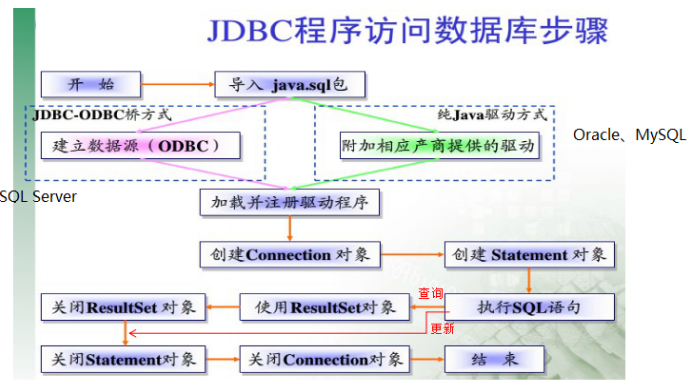 JDBC程序访问数据库步骤
开 始
导入 java.sql包
JDBC-ODBC桥方式
纯Java驱动方式
Oracle、MySQL
建立数据源（ODBC）
附加相应产商提供的驱动
SQL Server
加载并注册驱动程序
创建Connection 对象
创建 Statement 对象
查询
关闭ResultSet 对象
使用ResultSet对象
执行SQL语句
更新
关闭Statement对象
关闭Connection对象
结 束